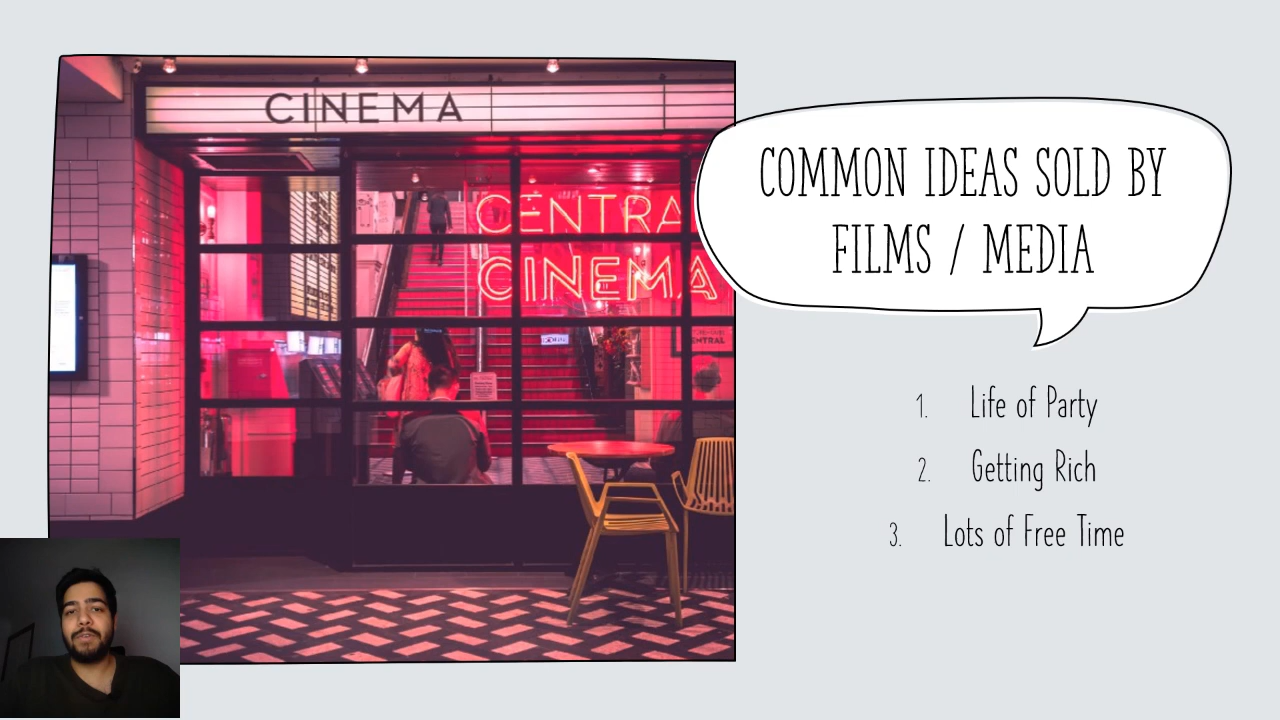 CINEMA
CENTRA
CINEMA
ENTRAL
COMMON IDEAS SOLD BY
FILMS / MEDIA
1. Life of Party
2. Getting Rich
3. Lots of Free Time